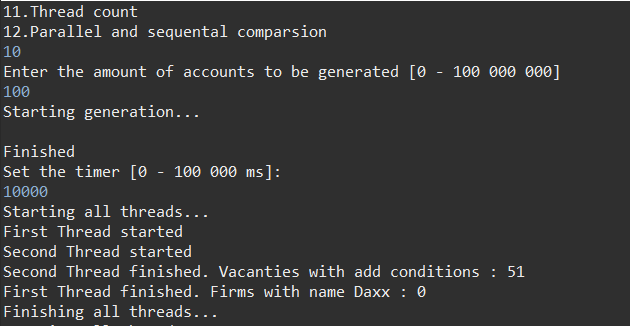 11.Thread count
12.Parallel and sequental comparsion
10
Enter the amount of accounts to be generated [0 - 100 000 000]
100
Starting generation...
Finished
Set the timer [0 - 100 000 ms]:
10000
Starting all threads...
First Thread started
Second Thread started
Second Thread finished. Vacanties with add conditions : 51
First Thread finished. Firms with name Daxx : 0
Finishing all threads...